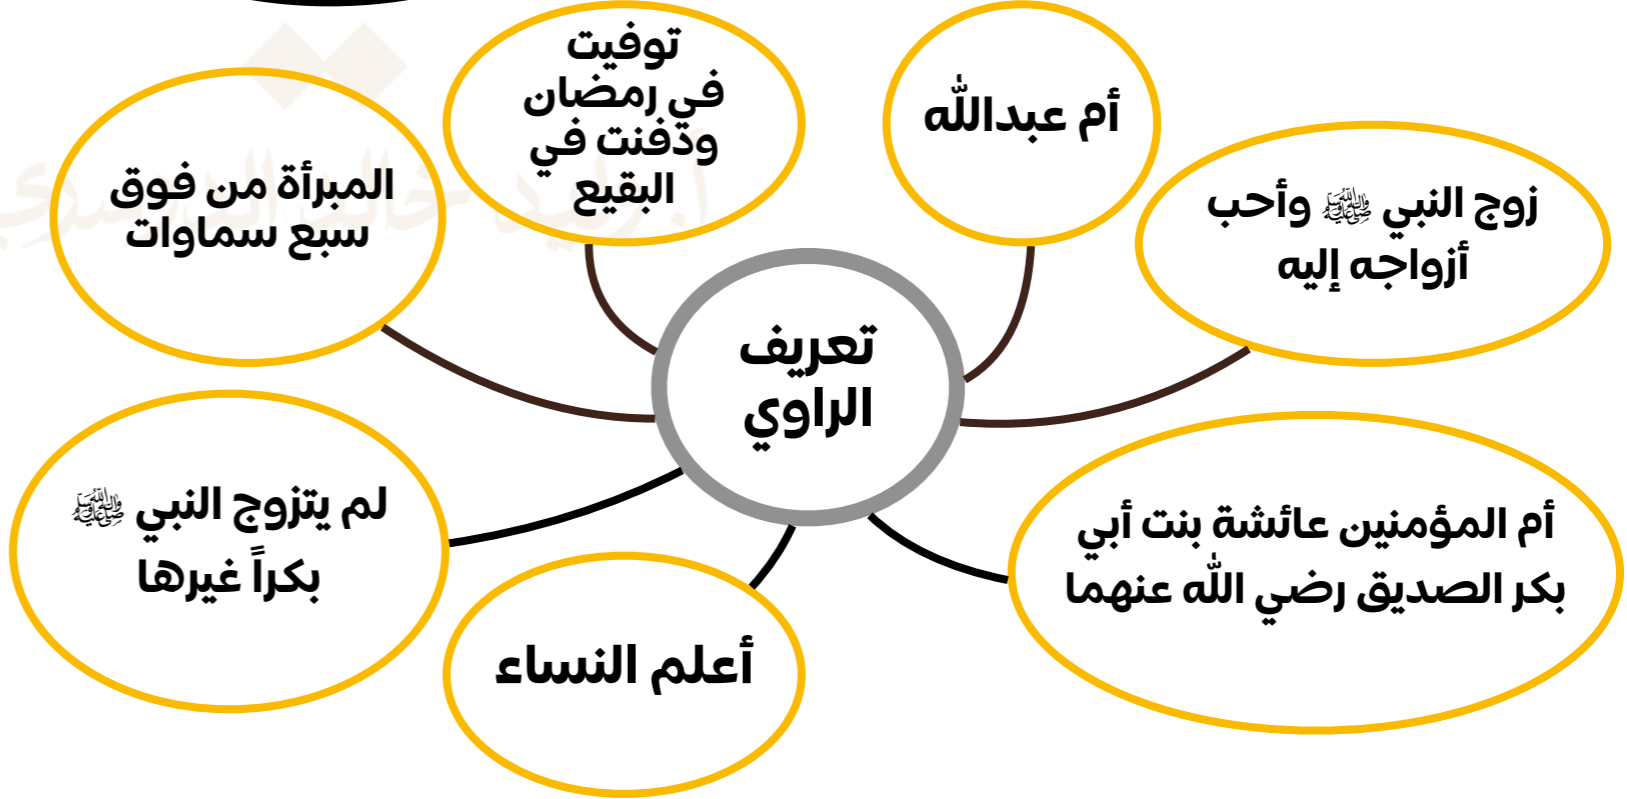 تعريف
الراوي
أم عبدالله
زوج النبي ﷺ وأحب
أزواجه إليه
أم المؤمنين عائشة بنت أبي
بكر الصديق رضي الله عنهما
أعلم النساء
لم يتزوج النبي ﷺ
بكراً غيرها
المبرأة من فوق
سبع سماوات
توفيت
في رمضان
ودفنت في
البقيع